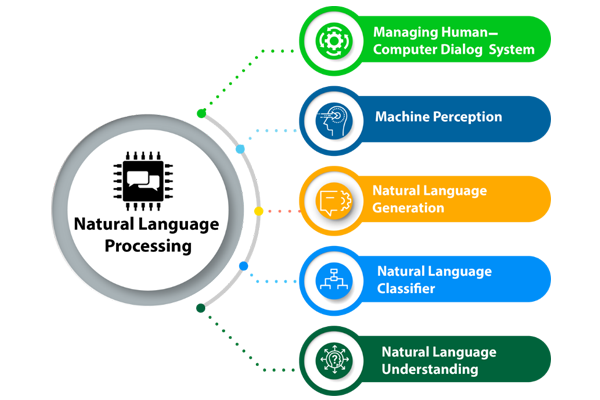 Managing Human–
Computer Dialog System
Machine Perception
Natural Language
Processing
Natural Language
Generation
Natural Language
Classifier
Natural Language
Understanding